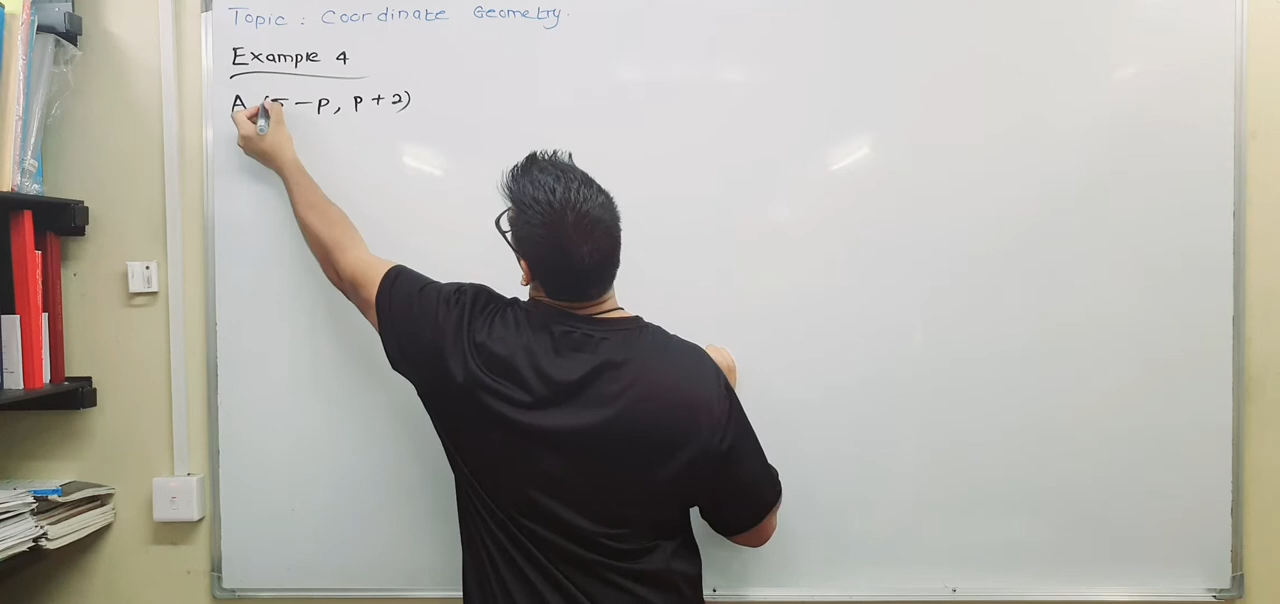 Topic : Coordinate Geometry.
Example 4
A ( - p, p + 2)